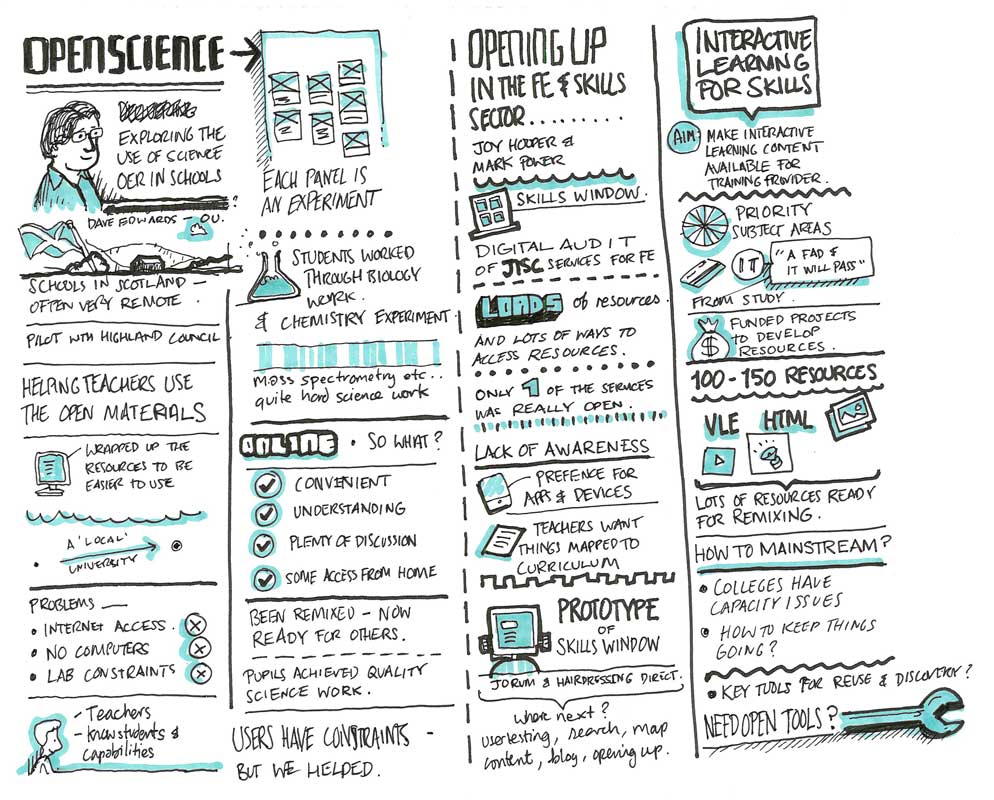 OPENSCIENCE
EXPLORING THE
USE OF SCIENCE
OER IN SCHOOLS
?
DAVE EDWARDS - OU.
SCHOOLS IN SCOTLAND -
OFTEN VERY REMOTE.
PILOT WITH HIGHLAND COUNCIL
HELPING TEACHERS USE
THE OPEN MATERIALS
WRAPPED UP THE
RESOURCES TO BE
EASIER TO USE
A 'LOCAL'
UNIVERSITY
PROBLEMS
• INTERNET ACCESS.
• NO COMPUTERS
• LAB CONSTRAINTS
- Teachers
- know students &
capabilities
EACH PANEL IS
AN EXPERIMENT
STUDENTS WORKED
THROUGH BIOLOGY
WORK.
& CHEMISTRY EXPERIMENT
mass spectrometry etc..
quite hard science work
ONLINE • SO WHAT?
CONVENIENT
UNDERSTANDING
PLENTY OF DISCUSSION
SOME ACCESS FROM HOME
BEEN REMIXED - NOW
READY FOR OTHERS.
PUPILS ACHIEVED QUALITY
SCIENCE WORK.
USERS HAVE CONSTRAINTS -
BUT WE HELPED.
OPENING UP
IN THE FE & SKILLS
SECTOR..........
JOY HOOPER &
MARK POWER
SKILLS WINDOW.
DIGITAL AUDIT
OF JISC SERVICES FOR FE
LOADS of resources.
AND LOTS OF WAYS TO
ACCESS RESOURCES.
ONLY 1 OF THE SERVICES
WAS REALLY OPEN.
LACK OF AWARENESS
PREFENCE FOR
APPS & DEVICES
TEACHERS WANT
THINGS MAPPED TO
CURRICULUM
PROTOTYPE
OF
SKILLS WINDOW
JORUM & HAIRDRESSING DIRECT.
where next?
usertesting, search, map
content, blog, opening up.
INTERACTIVE
LEARNING
FOR SKILLS
AIM: MAKE INTERACTIVE
LEARNING CONTENT
AVAILABLE FOR
TRAINING PROVIDER.
PRIORITY
SUBJECT AREAS
IT
"A FAD &
IT WILL PASS"
FROM STUDY.
$
FUNDED PROJECTS
TO DEVELOP
RESOURCES.
100-150 RESOURCES
VLE HTML
LOTS OF RESOURCES READY
FOR REMIXING.
HOW TO MAINSTREAM?
• COLLEGES HAVE
CAPACITY ISSUES
• HOW TO KEEP THINGS
GOING?
• KEY TOOLS FOR REUSE & DISCOVERY?
NEED OPEN TOOLS?